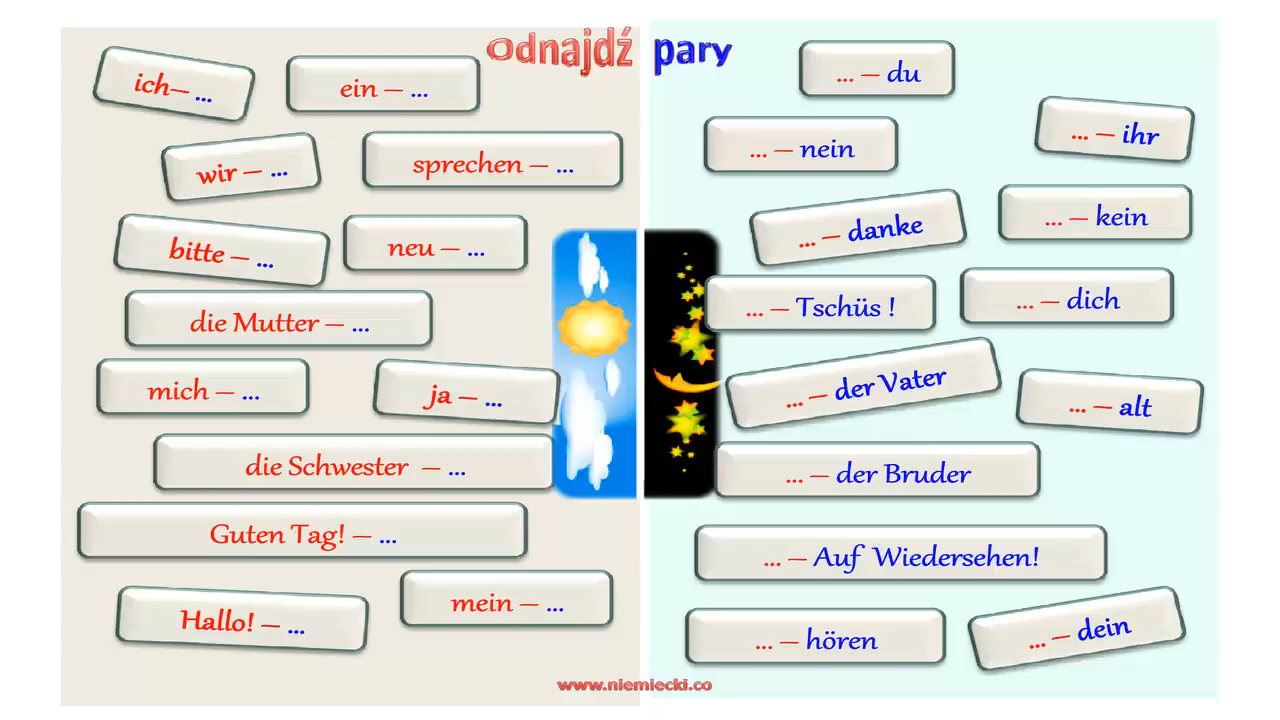 Odnajdź pary
ich– ...
ein – ...
wir – ...
sprechen – ...
bitte – ...
neu – ...
die Mutter – ...
mich – ...
ja – ...
die Schwester – ...
Guten Tag! – ...
Hallo! – ...
mein – ...
... – du
... – nein
... – ihr
... – danke
... – kein
... – Tschüs !
... – dich
... – der Vater
... – alt
... – der Bruder
... – Auf Wiedersehen!
... – hören
... – dein
www.niemiecki.co